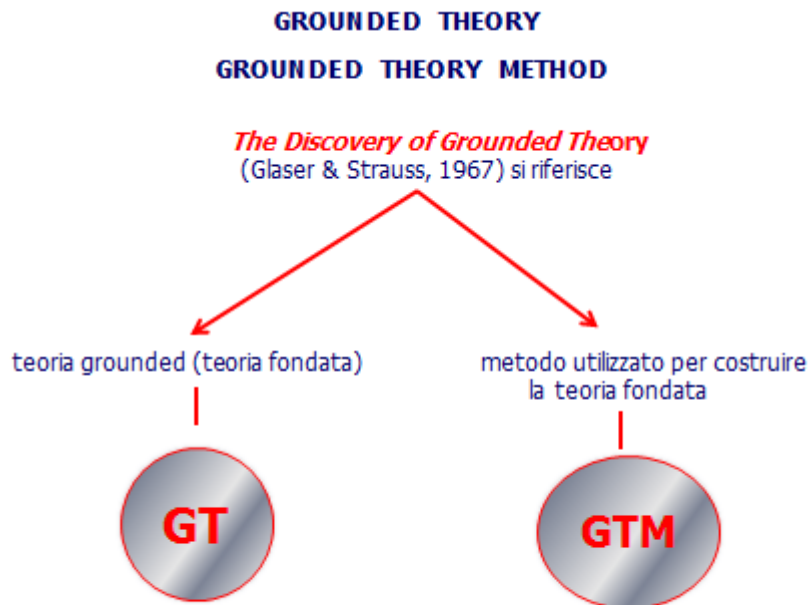 GROUNDED THEORY
GROUNDED THEORY METHOD
The Discovery of Grounded Theory
(Glaser & Strauss, 1967) si riferisce
teoria grounded (teoria fondata)
metodo utilizzato per costruire
la teoria fondata
GT
GTM